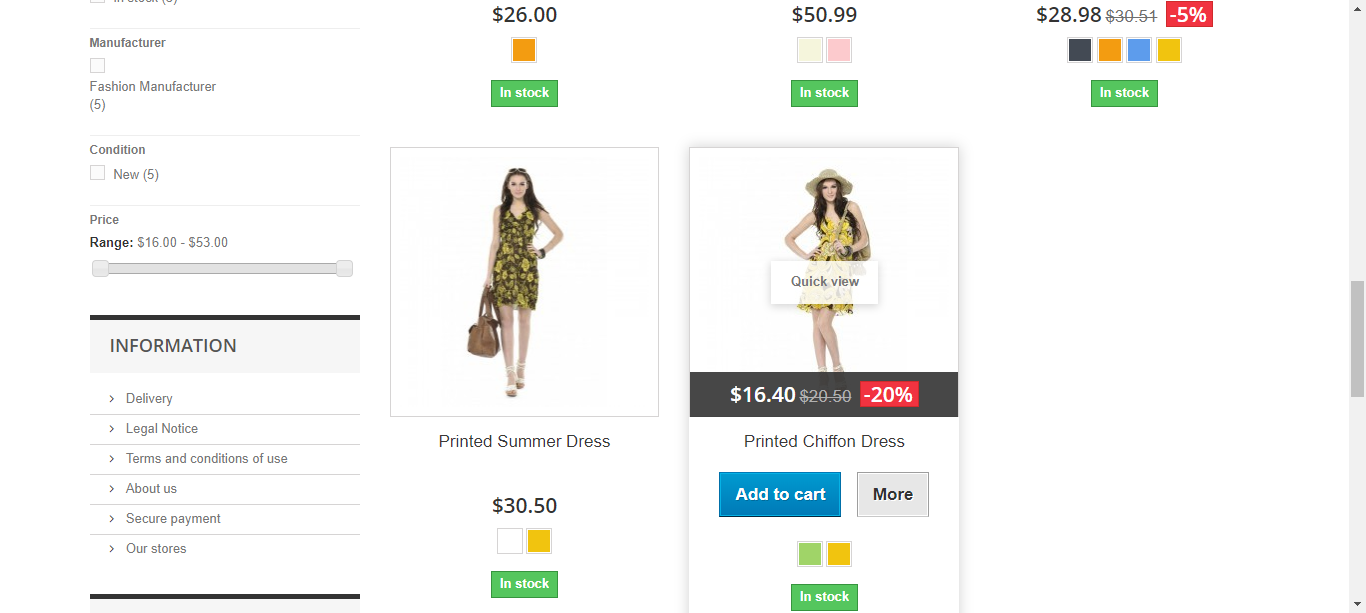 In stock (5)
Manufacturer
Fashion Manufacturer
(5)
Condition
New (5)
Price
Range: $16.00 - $53.00
INFORMATION
Delivery
Legal Notice
Terms and conditions of use
About us
Secure payment
Our stores
$26.00
In stock
$50.99
In stock
$28.98 $30.51 -5%
In stock
Printed Summer Dress
$30.50
In stock
Quick view
$16.40 $20.50 -20%
Printed Chiffon Dress
Add to cart
More
In stock